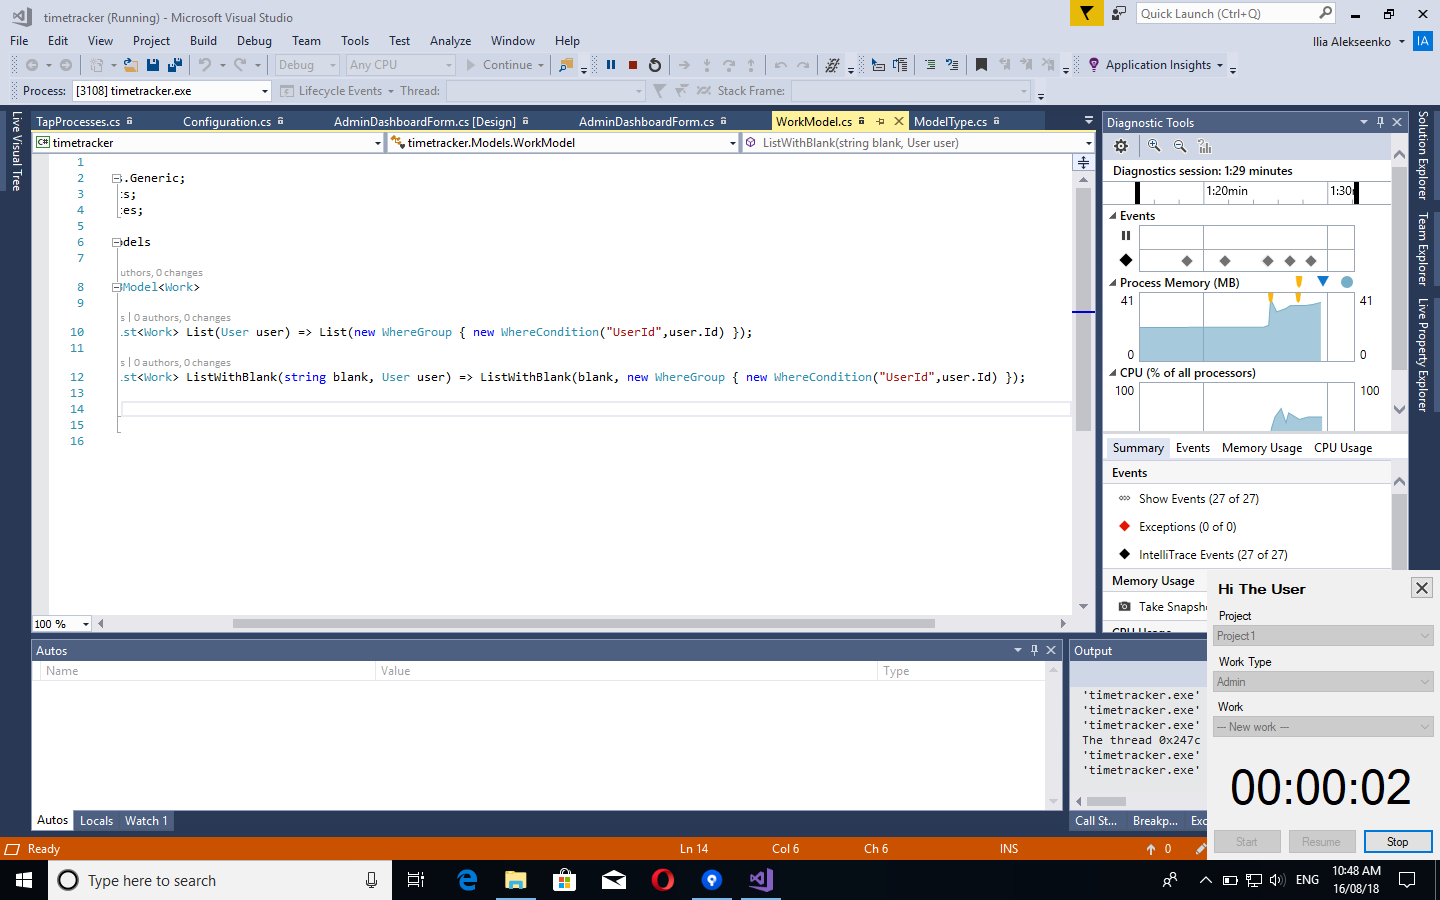 timetracker (Running) - Microsoft Visual Studio
Quick Launch (Ctrl+Q)
File Edit View Project Build Debug Team Tools Test Analyze Window Help
Ilia Alekseenko IA
Debug Any CPU Continue Application Insights
Process: [3108] timetracker.exe Lifecycle Events Thread: Stack Frame:
Live Visual Tree
TapProcesses.cs Configuration.cs AdminDashboardForm.cs [Design] AdminDashboardForm.cs WorkModel.cs ModelType.cs
C# timetracker timetracker.Models.WorkModel ListWithBlank(string blank, User user)
1
2 s.Generic;
3 ts;
4 tes;
5
6 odels
7
uthors, 0 changes
8 Model<Work>
9
s | 0 authors, 0 changes
10 ist<Work> List(User user) => List(new WhereGroup { new WhereCondition("UserId",user.Id) });
11
s | 0 authors, 0 changes
12 ist<Work> ListWithBlank(string blank, User user) => ListWithBlank(blank, new WhereGroup { new WhereCondition("UserId",user.Id) });
13
14
15
16
100 %
Diagnostic Tools
Diagnostics session: 1:29 minutes
1:20min 1:30
Events
Process Memory (MB)
41 41
0 0
CPU (% of all processors)
100 100
Summary Events Memory Usage CPU Usage
Events
Show Events (27 of 27)
Exceptions (0 of 0)
IntelliTrace Events (27 of 27)
Memory Usage
Take Snapsh
CPU Usage
Solution Explorer
Team Explorer
Live Property Explorer
Autos
Name Value Type
Autos Locals Watch 1
Output
'timetracker.exe'
'timetracker.exe'
'timetracker.exe'
The thread 0x247c
'timetracker.exe'
'timetracker.exe'
Call St... Breakp... Exc
Hi The User
Project
Project1
Work Type
Admin
Work
--- New work ---
00:00:02
Start Resume Stop
Ready Ln 14 Col 6 Ch 6 INS 0
Type here to search
ENG
10:48 AM
16/08/18